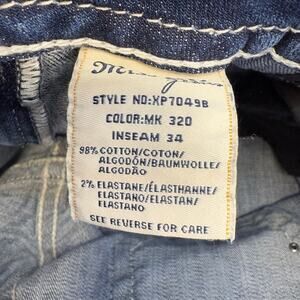 STYLE NO:XP7049B
COLOR:MK 320
INSEAM 34
98% COTTON/COTON/
ALGODÓN/BAUMWOLLE/
ALGODÃO
2% ELASTANE/ÉLASTHANNE/
ELASTANO/ELASTAN/
ELASTANO
SEE REVERSE FOR CARE